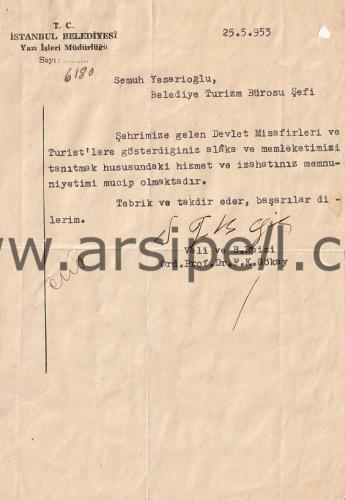 T. C.
İSTANBUL BELEDİYESİ
Yazı İşleri Müdürlüğü
Sayı: .........
6180
25.5.953
Semuh Yesarioğlu,
Belediye Turizm Bürosu Şefi
Şehrimize gelen Devlet Misafirleri ve
Turist'lere gösterdiğiniz alâka ve memleketimizi
tanıtmak hususundaki hizmet ve izahatınız memnu-
niyetimi mucip olmaktadır.
Tebrik ve takdir eder, başarılar di -
lerim.
Vali ve B.Reisi
Ord.Prof.Dr.F.K.Gökay